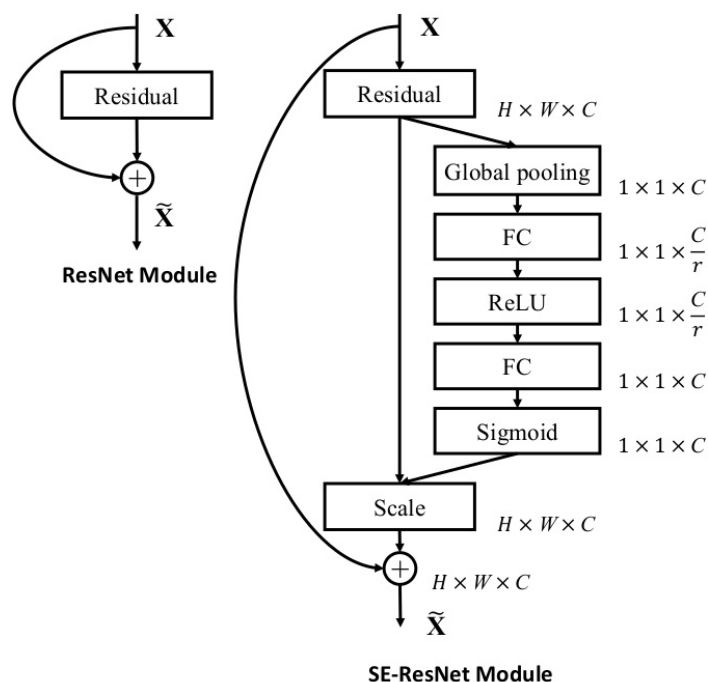 X
Residual
+
X̃
ResNet Module
X
Residual
H × W × C
Global pooling
1 × 1 × C
FC
1 × 1 × C/r
ReLU
1 × 1 × C/r
FC
1 × 1 × C
Sigmoid
1 × 1 × C
Scale
H × W × C
+
H × W × C
X̃
SE-ResNet Module